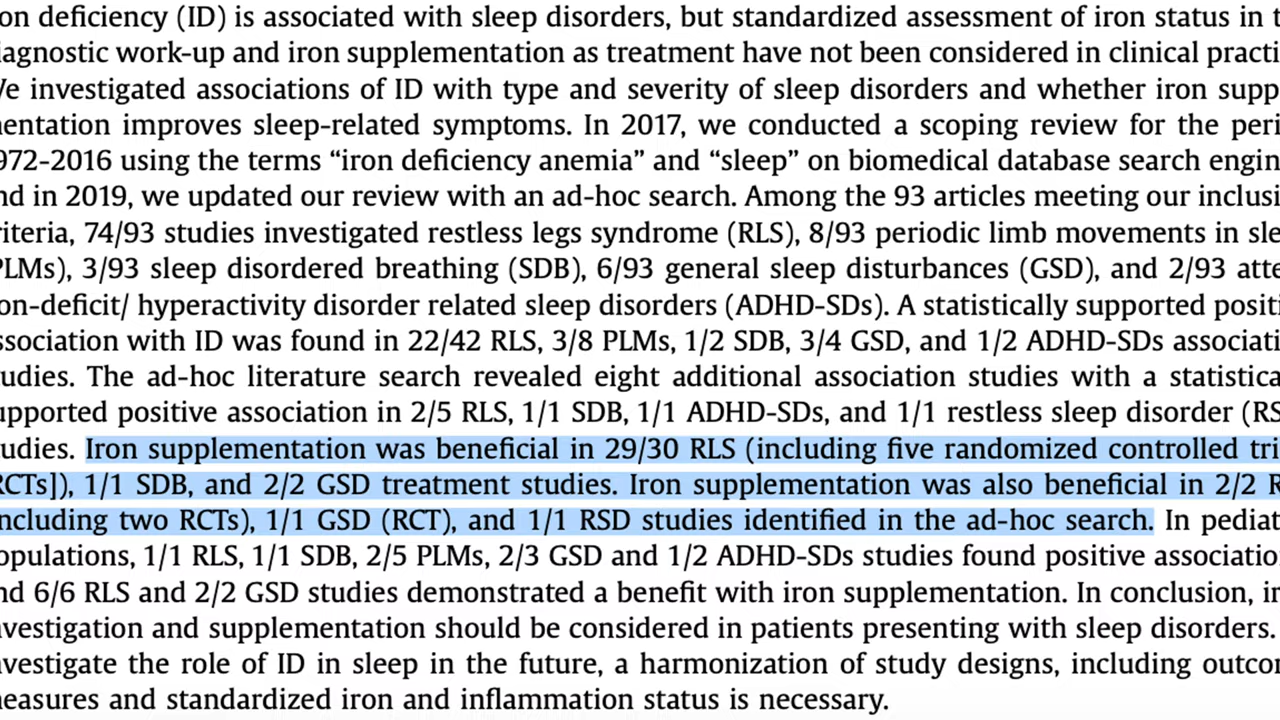 on deficiency (ID) is associated with sleep disorders, but standardized assessment of iron status in t
iagnostic work-up and iron supplementation as treatment have not been considered in clinical practi
We investigated associations of ID with type and severity of sleep disorders and whether iron supp
mentation improves sleep-related symptoms. In 2017, we conducted a scoping review for the peri
972-2016 using the terms “iron deficiency anemia” and “sleep” on biomedical database search engin
nd in 2019, we updated our review with an ad-hoc search. Among the 93 articles meeting our inclusi
riteria, 74/93 studies investigated restless legs syndrome (RLS), 8/93 periodic limb movements in sle
PLMs), 3/93 sleep disordered breathing (SDB), 6/93 general sleep disturbances (GSD), and 2/93 atte
on-deficit/ hyperactivity disorder related sleep disorders (ADHD-SDs). A statistically supported positi
ssociation with ID was found in 22/42 RLS, 3/8 PLMs, 1/2 SDB, 3/4 GSD, and 1/2 ADHD-SDs associati
udies. The ad-hoc literature search revealed eight additional association studies with a statistica
upported positive association in 2/5 RLS, 1/1 SDB, 1/1 ADHD-SDs, and 1/1 restless sleep disorder (RS
udies. Iron supplementation was beneficial in 29/30 RLS (including five randomized controlled tri
RCTs]), 1/1 SDB, and 2/2 GSD treatment studies. Iron supplementation was also beneficial in 2/2 R
ncluding two RCTs), 1/1 GSD (RCT), and 1/1 RSD studies identified in the ad-hoc search. In pediat
opulations, 1/1 RLS, 1/1 SDB, 2/5 PLMs, 2/3 GSD and 1/2 ADHD-SDs studies found positive associatio
nd 6/6 RLS and 2/2 GSD studies demonstrated a benefit with iron supplementation. In conclusion, ir
nvestigation and supplementation should be considered in patients presenting with sleep disorders.
nvestigate the role of ID in sleep in the future, a harmonization of study designs, including outcor
measures and standardized iron and inflammation status is necessary.